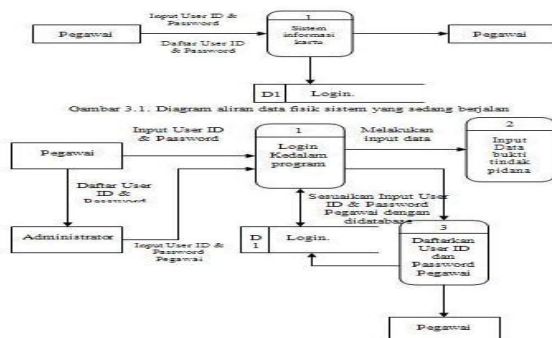 Input User ID &
Password
Pegawai
Daftar User ID
& Password
1
Sistem
informasi
kartu
Pegawai
D1 Login.
Gambar 3.1. Diagram aliran data fisik sistem yang sedang berjalan
Input User ID
& Password
Pegawai
1
Login
Kedalam
program
Melakukan
input data
2
Input
Data
bukti
tindak
pidana
Daftar User
ID &
Password
Administrator
Input User ID &
Password
Pegawai
Sesuaikan Input User
ID & Password
Pegawai dengan
didatabase
D
1
Login.
3
Daftarkan
User ID
dan
Password
Pegawai
Pegawai